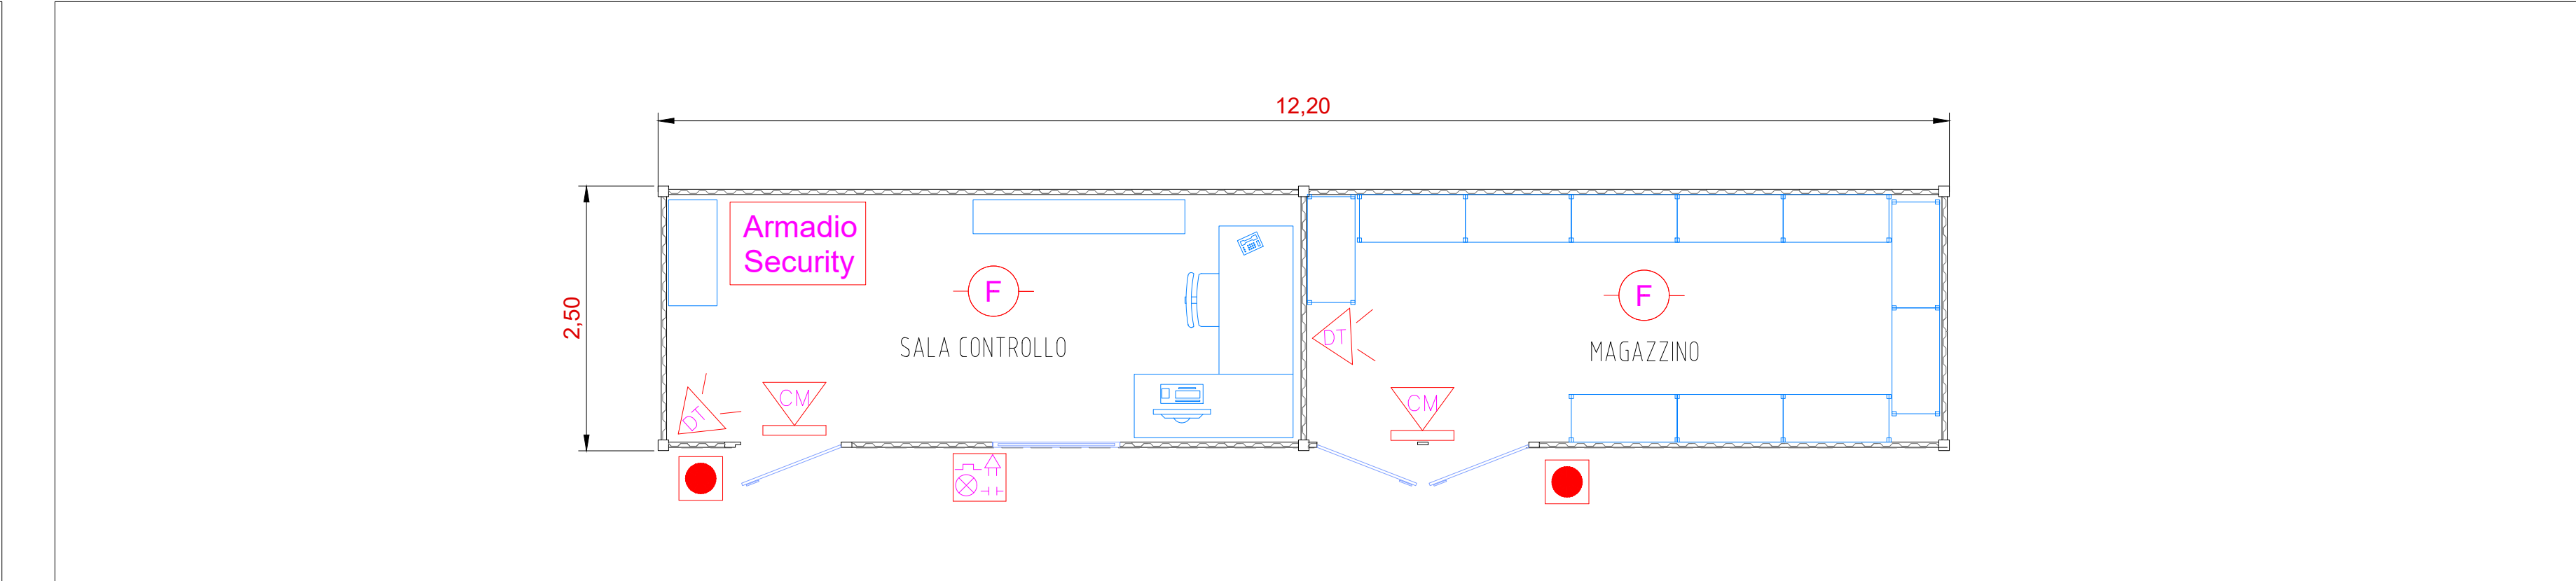 12,20
2,50
Armadio
Security
F
F
SALA CONTROLLO
MAGAZZINO
DT
DT
CM
CM